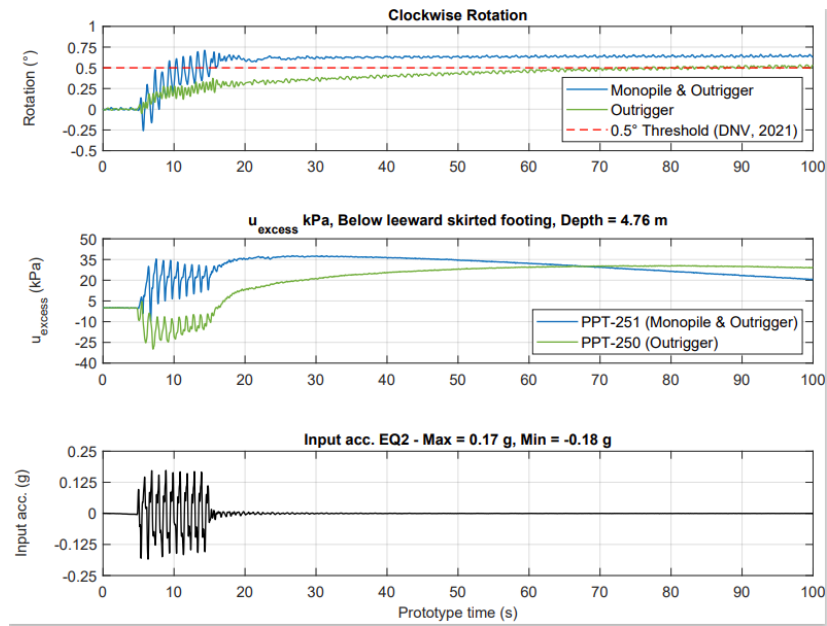 Clockwise Rotation
1
0.75
0.5
0.25
0
-0.25
-0.5
Rotation (°)
Monopile & Outrigger
Outrigger
0.5° Threshold (DNV, 2021)
0 10 20 30 40 50 60 70 80 90 100
u_excess kPa, Below leeward skirted footing, Depth = 4.76 m
50
35
20
5
-10
-25
-40
u_excess (kPa)
PPT-251 (Monopile & Outrigger)
PPT-250 (Outrigger)
0 10 20 30 40 50 60 70 80 90 100
Input acc. EQ2 - Max = 0.17 g, Min = -0.18 g
0.25
0.125
0
-0.125
-0.25
Input acc. (g)
0 10 20 30 40 50 60 70 80 90 100
Prototype time (s)